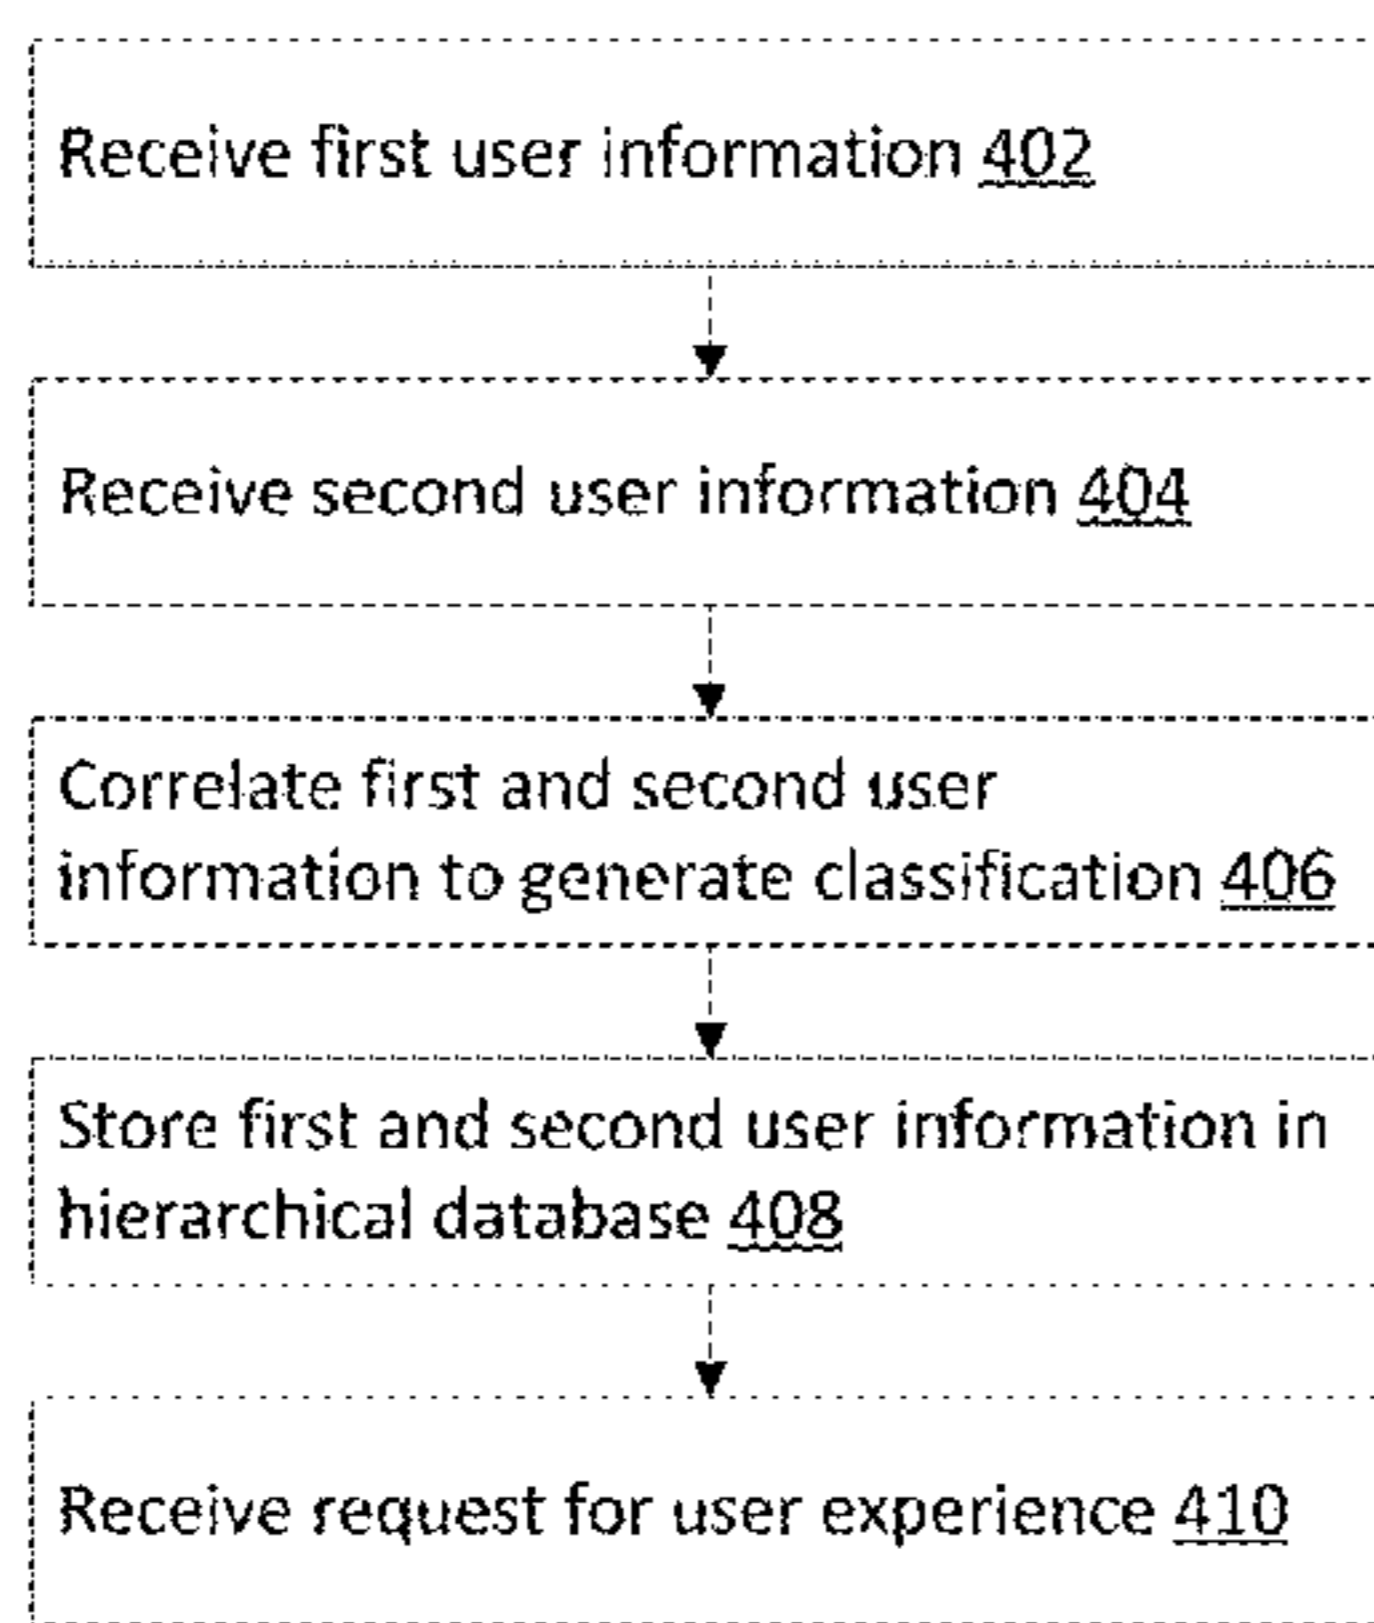 Receive first user information 402
Receive second user information 404
Correlate first and second user
information to generate classification 406
Store first and second user information in
hierarchical database 408
Receive request for user experience 410